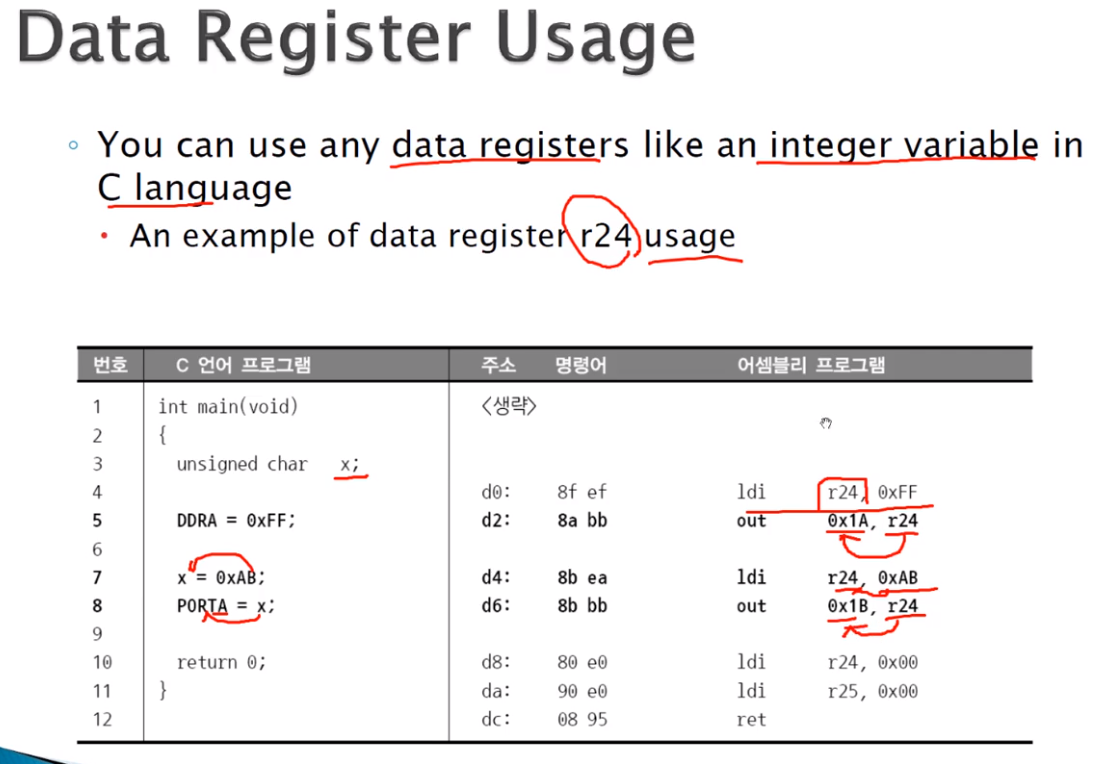 Data Register Usage
You can use any data registers like an integer variable in
C language
An example of data register r24 usage
번호 C 언어 프로그램 주소 명령어 어셈블리 프로그램
1 int main(void) <생략>
2 {
3 unsigned char x;
4 d0: 8f ef ldi r24, 0xFF
5 DDRA = 0xFF; d2: 8a bb out 0x1A, r24
6
7 x = 0xAB; d4: 8b ea ldi r24, 0xAB
8 PORTA = x; d6: 8b bb out 0x1B, r24
9
10 return 0; d8: 80 e0 ldi r24, 0x00
11 } da: 90 e0 ldi r25, 0x00
12 dc: 08 95 ret